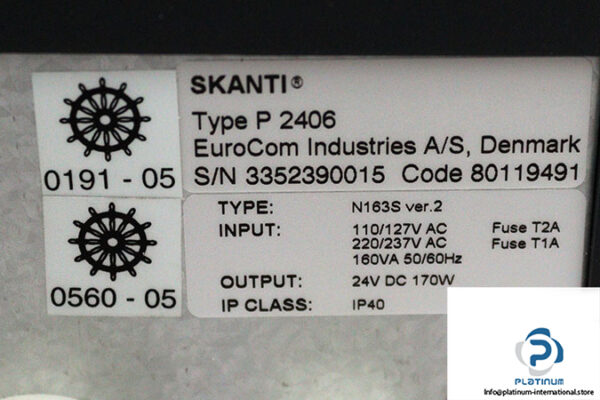 SKANTI®
Type P 2406
EuroCom Industries A/S, Denmark
S/N 3352390015 Code 80119491
0191 - 05
0560 - 05
TYPE: N163S ver.2
INPUT: 110/127V AC Fuse T2A
220/237V AC Fuse T1A
160VA 50/60Hz
OUTPUT: 24V DC 170W
IP CLASS: IP40
PLATINUM
Info@platinum-international.store